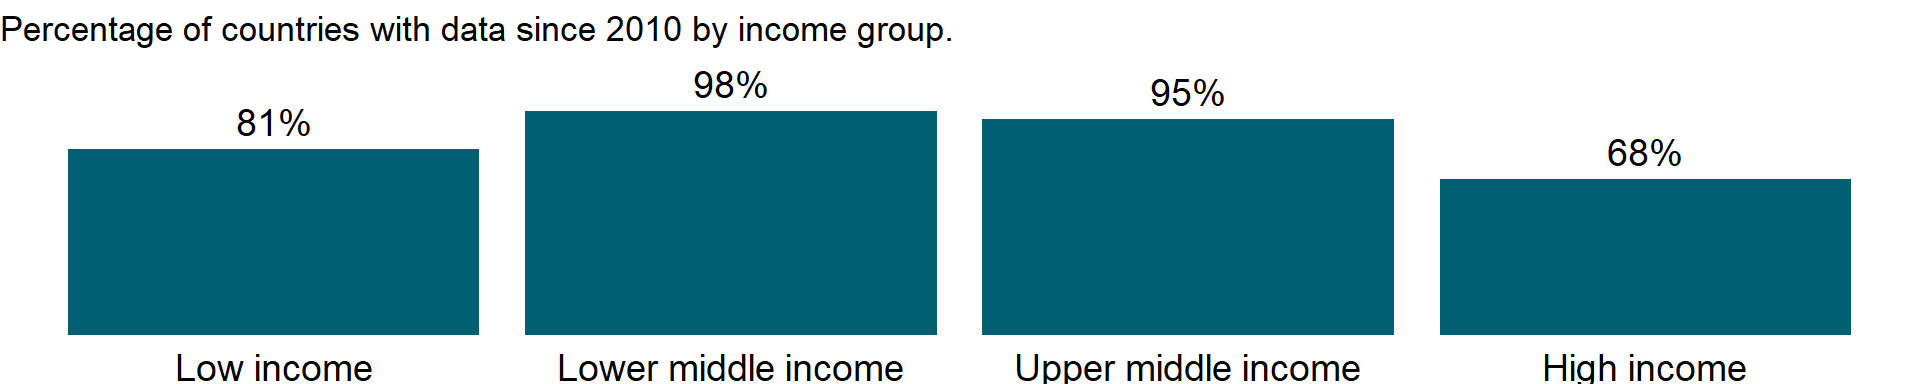 Percentage of countries with data since 2010 by income group.
98%
95%
81%
68%
Low income
Lower middle income
Upper middle income
High income